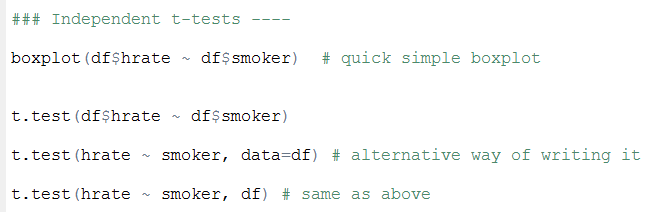 ### Independent t-tests ----
boxplot(df$hrate ~ df$smoker)  # quick simple boxplot
t.test(df$hrate ~ df$smoker)
t.test(hrate ~ smoker, data=df) # alternative way of writing it
t.test(hrate ~ smoker, df) # same as above